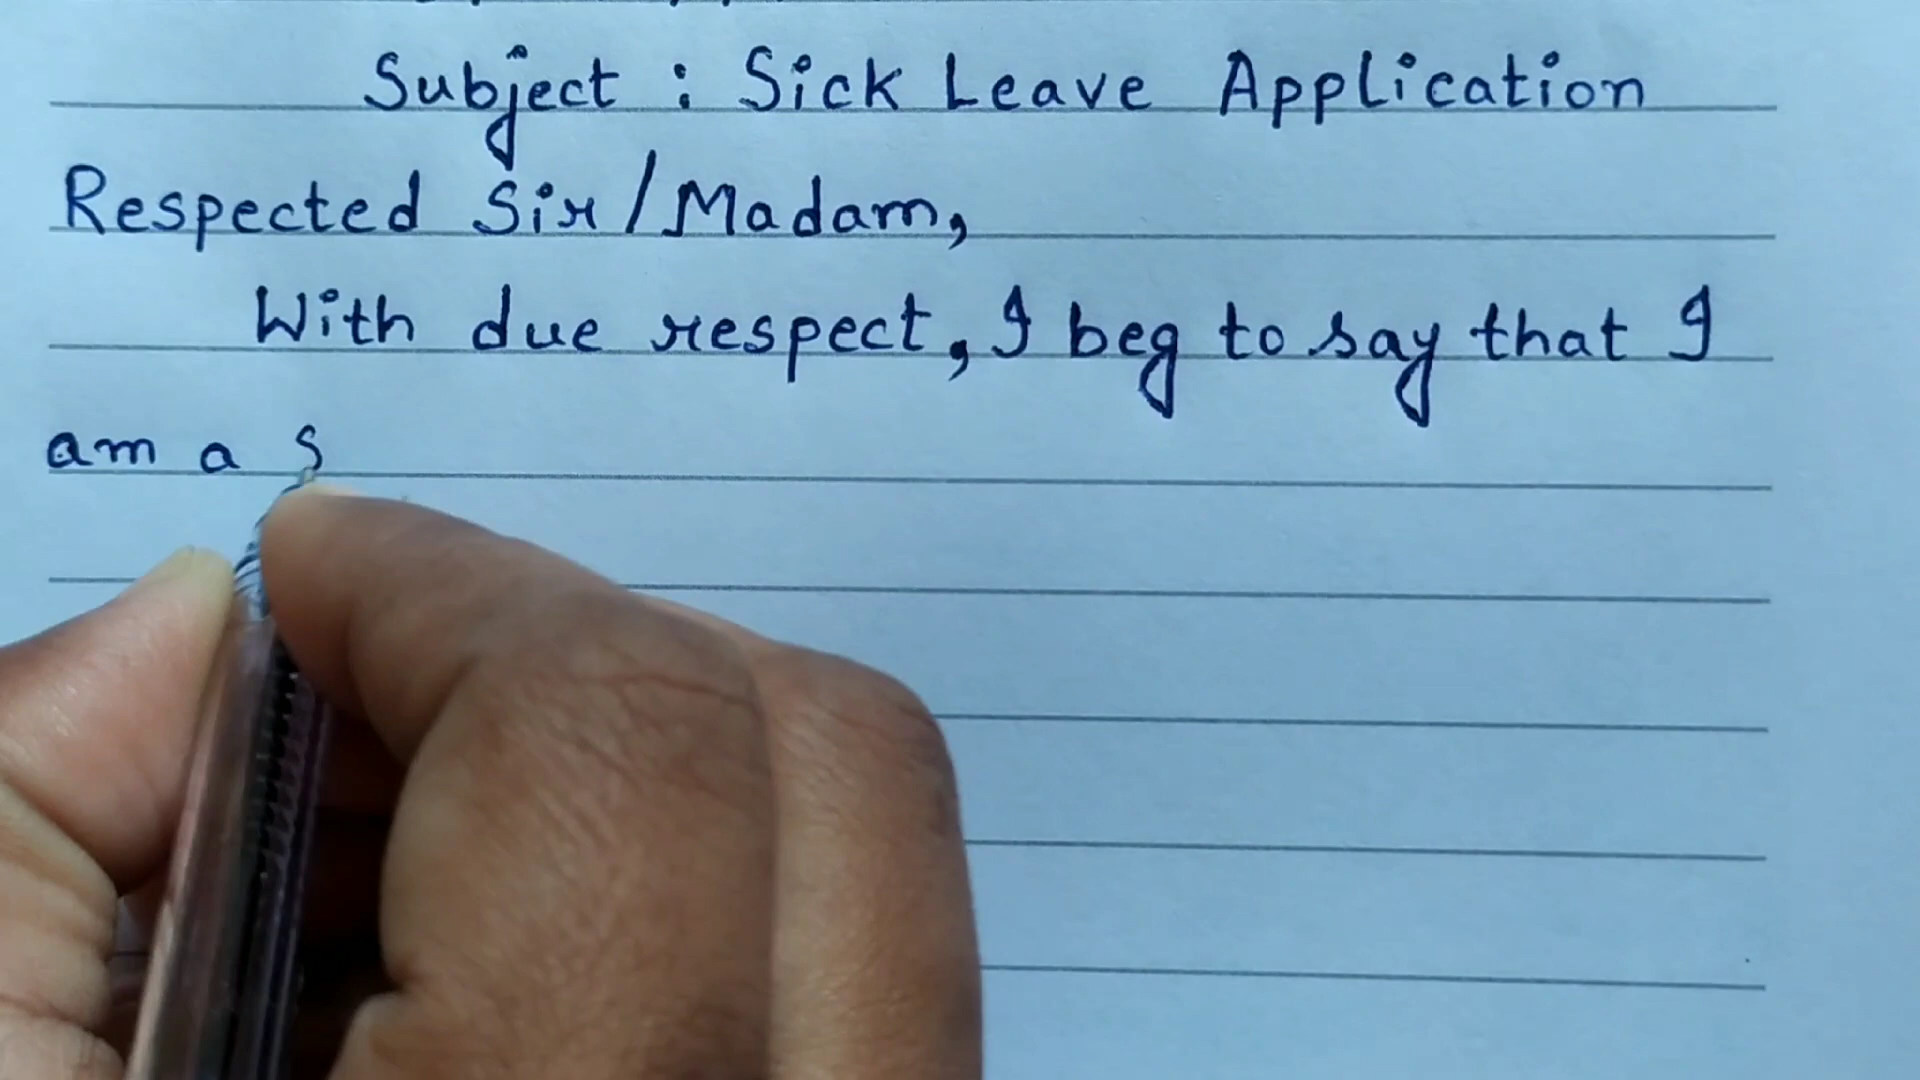 Subject : Sick Leave Application
Respected Sir/Madam,
With due respect, I beg to say that I
am a s